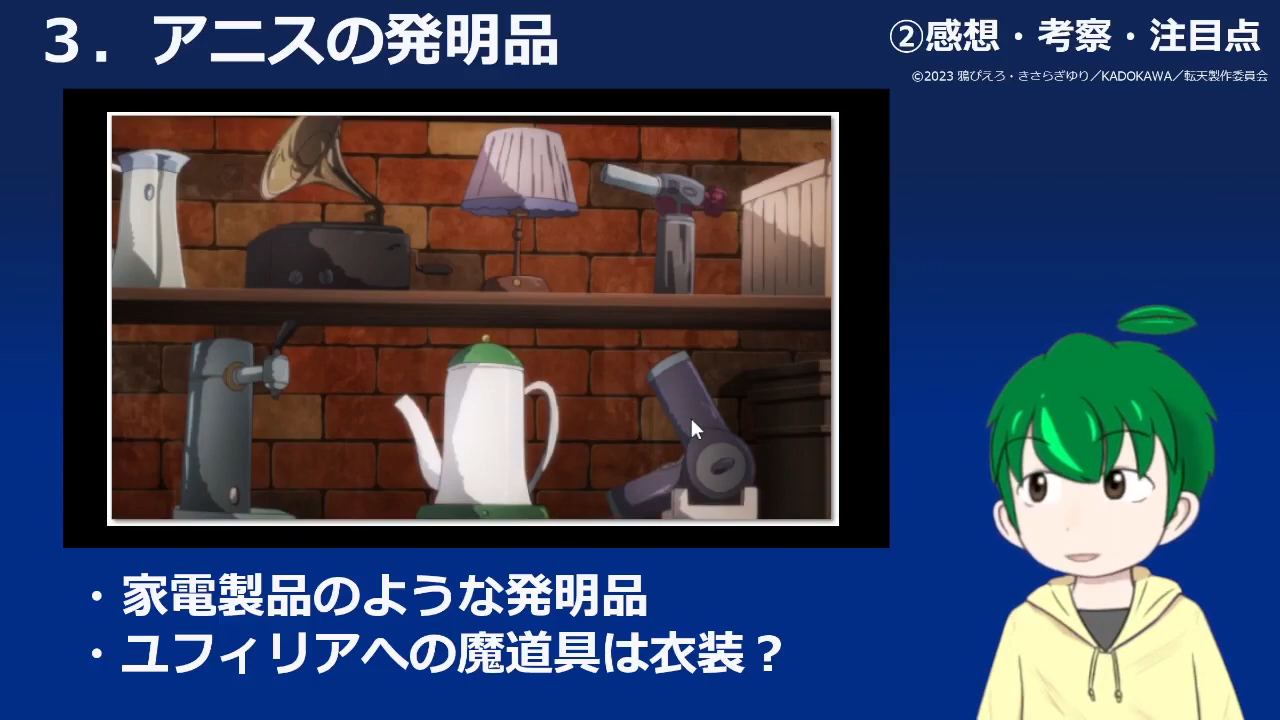 3．アニスの発明品
②感想・考察・注目点
©2023 鴉ぴえろ・きさらぎゆり／KADOKAWA／転天製作委員会
・家電製品のような発明品
・ユフィリアへの魔道具は衣装？